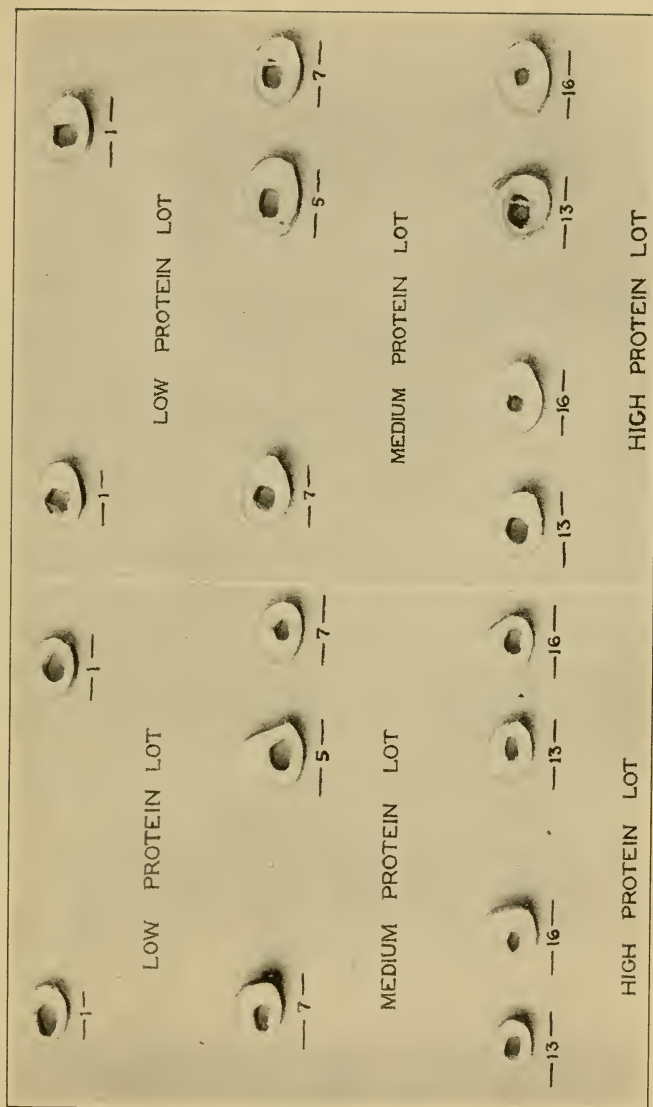 —1— —1— —1— —1—
LOW PROTEIN LOT LOW PROTEIN LOT
—7— —5— —7— —7— —5— —7—
MEDIUM PROTEIN LOT MEDIUM PROTEIN LOT
—13— —16— —13— —16— —13— —16— —13— —16—
HIGH PROTEIN LOT HIGH PROTEIN LOT